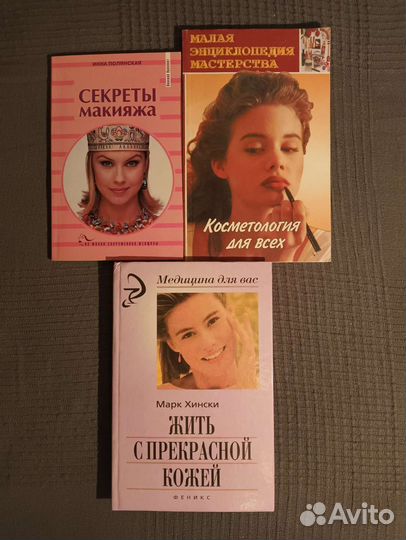 ИННА ПОЛЯНСКАЯ
СЕКРЕТЫ
макияжа
МАЛАЯ
ЭНЦИКЛОПЕДИЯ
МАСТЕРСТВА
Косметология
для всех
Медицина для вас
Марк Хински
ЖИТЬ
С ПРЕКРАСНОЙ
КОЖЕЙ
ФЕНИКС
Avito